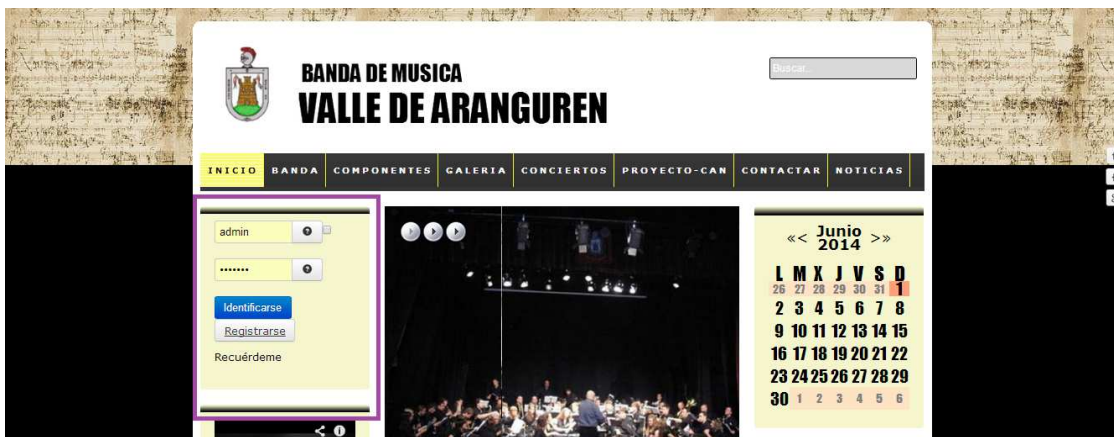 BANDA DE MUSICA
VALLE DE ARANGUREN
Buscar...
INICIO BANDA COMPONENTES GALERIA CONCIERTOS PROYECTO-CAN CONTACTAR NOTICIAS
admin
•••••••
Identificarse
Registrarse
Recuérdeme
«< Junio 2014 >»
L M X J V S D
26 27 28 29 30 31 1
2 3 4 5 6 7 8
9 10 11 12 13 14 15
16 17 18 19 20 21 22
23 24 25 26 27 28 29
30 1 2 3 4 5 6